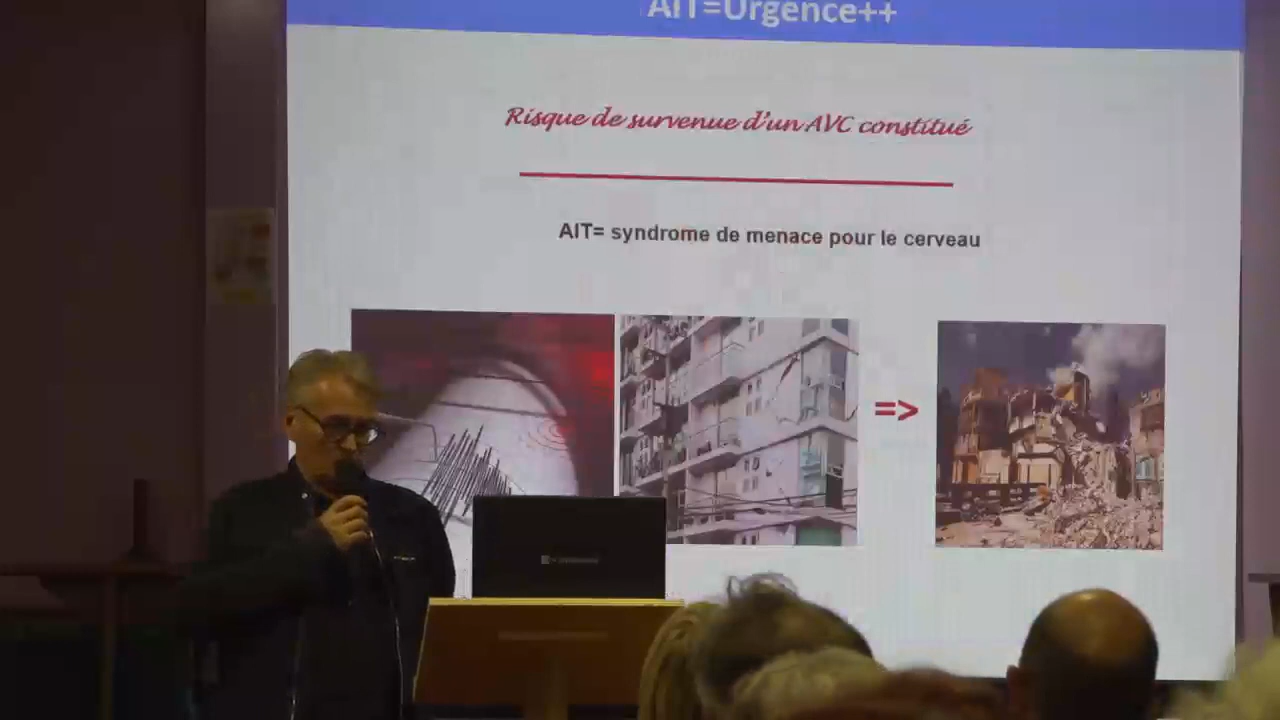 AIT=Urgence++
Risque de survenue d'un AVC constitué
AIT= syndrome de menace pour le cerveau
=>